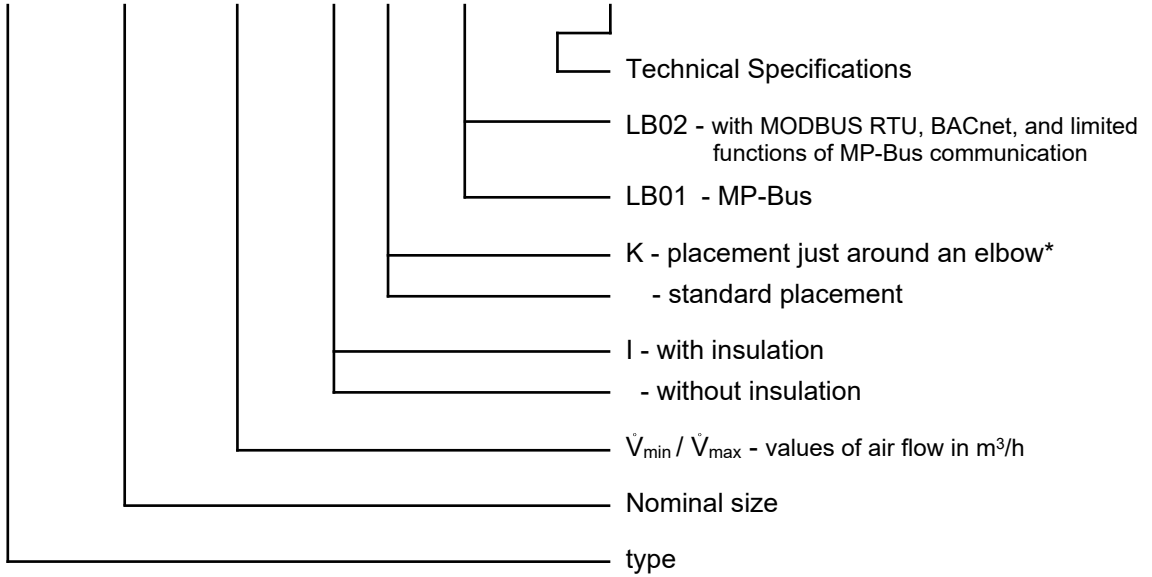 Technical Specifications
LB02 - with MODBUS RTU, BACnet, and limited
functions of MP-Bus communication
LB01 - MP-Bus
K - placement just around an elbow*
- standard placement
I - with insulation
- without insulation
V̊min / V̊max - values of air flow in m³/h
Nominal size
type